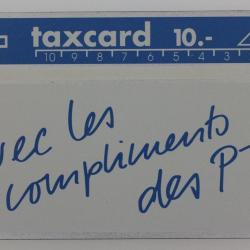 taxcard 10.-
10 9 8 7 6 5 4 3
vec les
compliments
des P